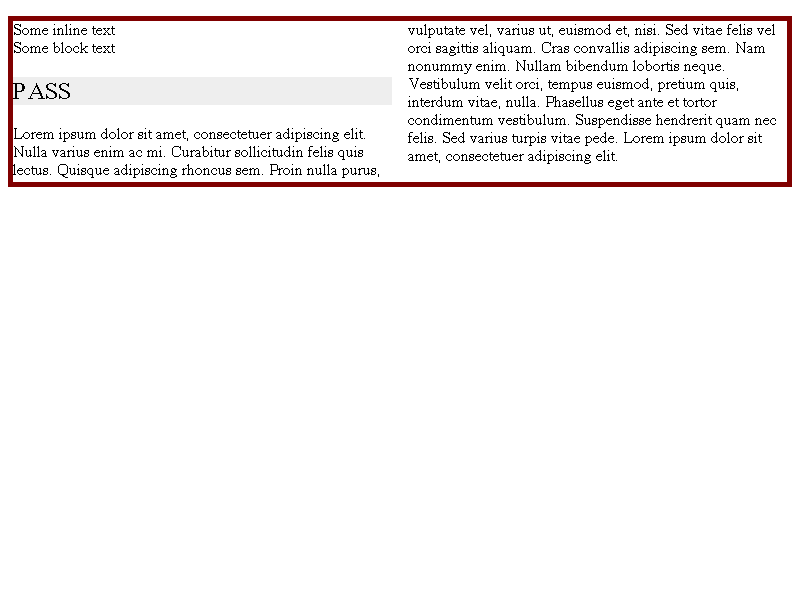 Some inline text
Some block text
PASS
Lorem ipsum dolor sit amet, consectetuer adipiscing elit.
Nulla varius enim ac mi. Curabitur sollicitudin felis quis
lectus. Quisque adipiscing rhoncus sem. Proin nulla purus,
vulputate vel, varius ut, euismod et, nisi. Sed vitae felis vel
orci sagittis aliquam. Cras convallis adipiscing sem. Nam
nonummy enim. Nullam bibendum lobortis neque.
Vestibulum velit orci, tempus euismod, pretium quis,
interdum vitae, nulla. Phasellus eget ante et tortor
condimentum vestibulum. Suspendisse hendrerit quam nec
felis. Sed varius turpis vitae pede. Lorem ipsum dolor sit
amet, consectetuer adipiscing elit.